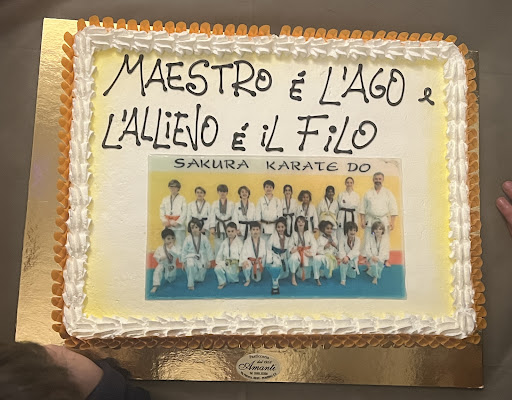 MAESTRO É L'AGO e
L'ALLIEVO É iL FiLO
SAKURA KARATE DO
Amante